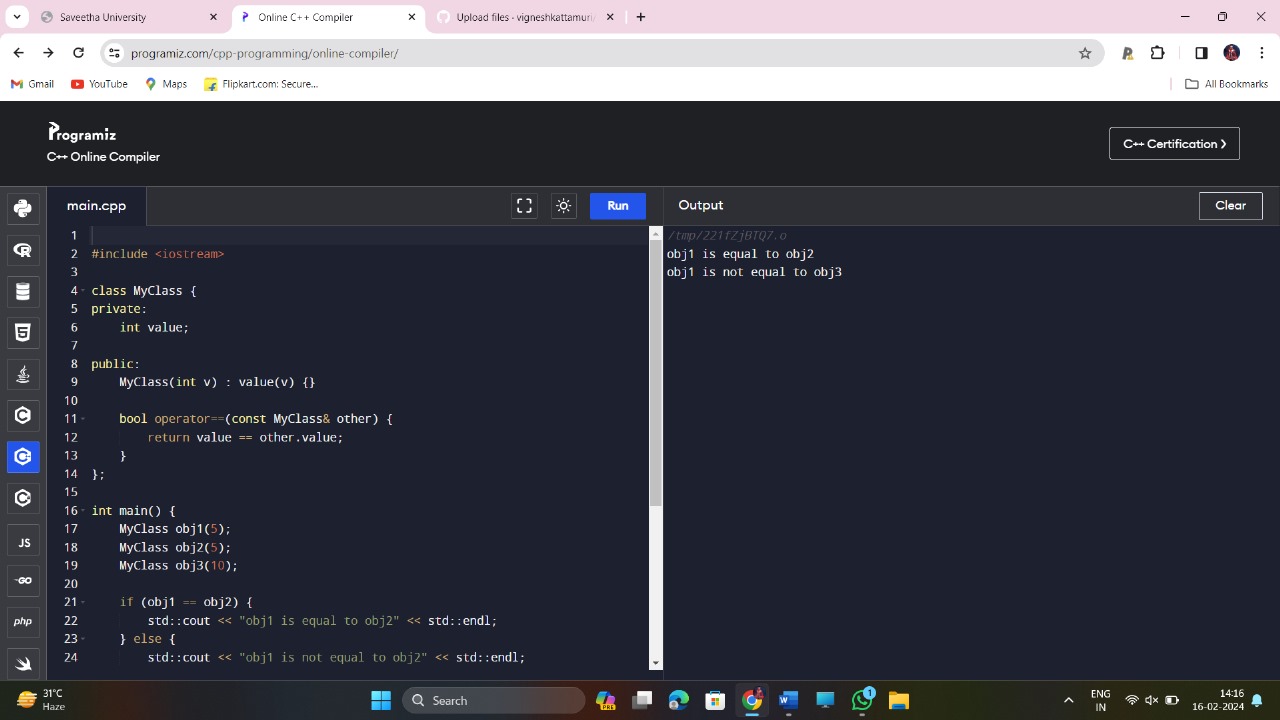 Saveetha University
Online C++ Compiler
Upload files · vigneshkattamuri
programiz.com/cpp-programming/online-compiler/
Gmail
YouTube
Maps
Flipkart.com: Secure...
All Bookmarks
Programiz
C++ Online Compiler
C++ Certification
main.cpp
Run
Output
Clear
1
2 #include <iostream>
3
4 class MyClass {
5 private:
6 int value;
7
8 public:
9 MyClass(int v) : value(v) {}
10
11 bool operator==(const MyClass& other) {
12 return value == other.value;
13 }
14 };
15
16 int main() {
17 MyClass obj1(5);
18 MyClass obj2(5);
19 MyClass obj3(10);
20
21 if (obj1 == obj2) {
22 std::cout << "obj1 is equal to obj2" << std::endl;
23 } else {
24 std::cout << "obj1 is not equal to obj2" << std::endl;
/tmp/221fZjBTQ7.o
obj1 is equal to obj2
obj1 is not equal to obj3
JS
GO
php
31°C
Haze
Search
PRE
1
ENG
IN
14:16
16-02-2024